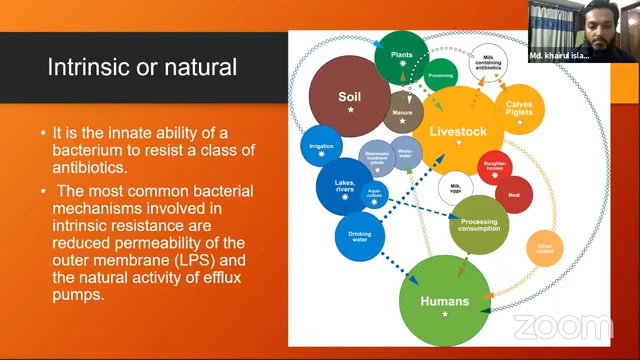 Intrinsic or natural
• It is the innate ability of a
bacterium to resist a class of
antibiotics.
• The most common bacterial
mechanisms involved in
intrinsic resistance are
reduced permeability of the
outer membrane (LPS) and
the natural activity of efflux
pumps.
Plants
Processing
Milk
containing
antibiotics
Soil
Manure
Livestock
Calves
Piglets
Irrigation
Wastewater
treatment
plants
Waste-
water
Slaughter-
houses
Lakes,
rivers
Aqua-
culture
Milk,
eggs
Meat
Drinking
water
Processing
consumption
Direct
contact
Humans
Md. khairul isla...
zoom